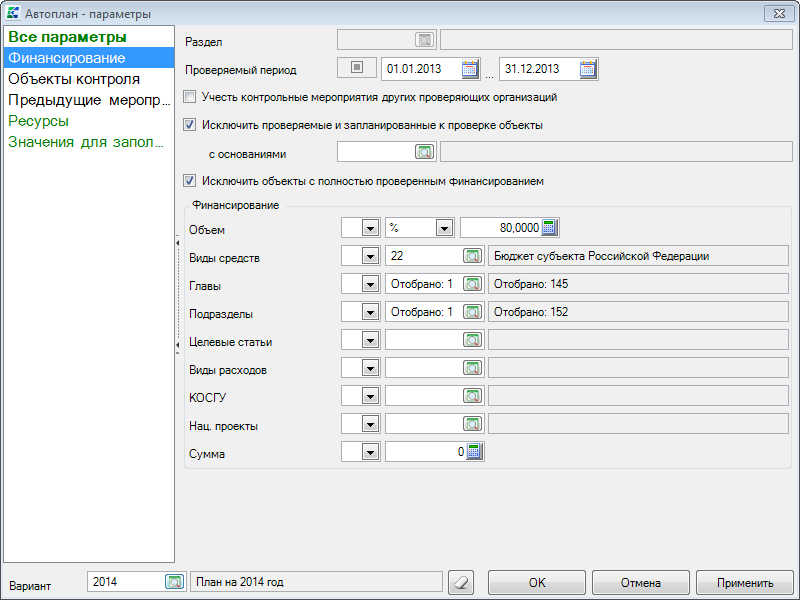 Автоплан - параметры
Все параметры
Финансирование
Объекты контроля
Предыдущие меропр...
Ресурсы
Значения для запол...
Раздел
Проверяемый период 01.01.2013 ... 31.12.2013
Учесть контрольные мероприятия других проверяющих организаций
Исключить проверяемые и запланированные к проверке объекты
с основаниями
Исключить объекты с полностью проверенным финансированием
Финансирование
Объем % 80,0000
Виды средств 22 Бюджет субъекта Российской Федерации
Главы Отобрано: 1 Отобрано: 145
Подразделы Отобрано: 1 Отобрано: 152
Целевые статьи
Виды расходов
КОСГУ
Нац. проекты
Сумма 0
Вариант 2014 План на 2014 год OK Отмена Применить